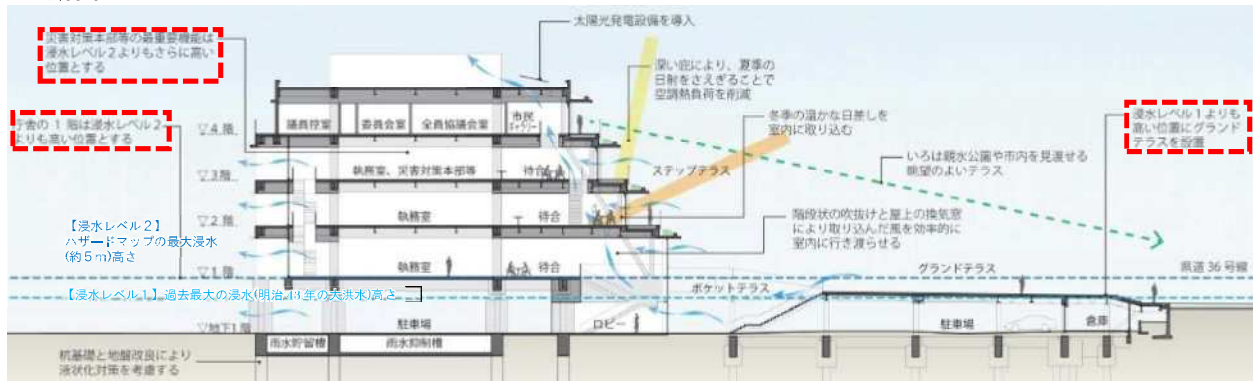 太陽光発電設備を導入
災害対策本部等の最重要機能は
浸水レベル2よりもさらに高い
位置とする
深い庇により、夏季の
日射をさえぎることで
空調熱負荷を削減
庁舎の1階は浸水レベル2
よりも高い位置とする
冬季の温かな日差しを
室内に取り込む
浸水レベル1よりも
高い位置にグランド
テラスを設置
▽4階
議員控室
委員会室
全員協議会室
市民
ギャラリー
いろは親水公園や市内を見渡せる
眺望のよいテラス
▽3階
執務室、災害対策本部等
待合
ステップテラス
【浸水レベル2】
ハザードマップの最大浸水
(約5m)高さ
▽2階
執務室
待合
階段状の吹抜けと屋上の換気窓
により取り込んだ風を効率的に
室内に行き渡らせる
▽1階
執務室
待合
グランドテラス
県道36号線
【浸水レベル1】過去最大の浸水(明治43年の大洪水)高さ
ポケットテラス
▽地下1階
駐車場
ロビー
駐車場
倉庫
雨水貯留槽
雨水抑制槽
杭基礎と地盤改良により
液状化対策を考慮する